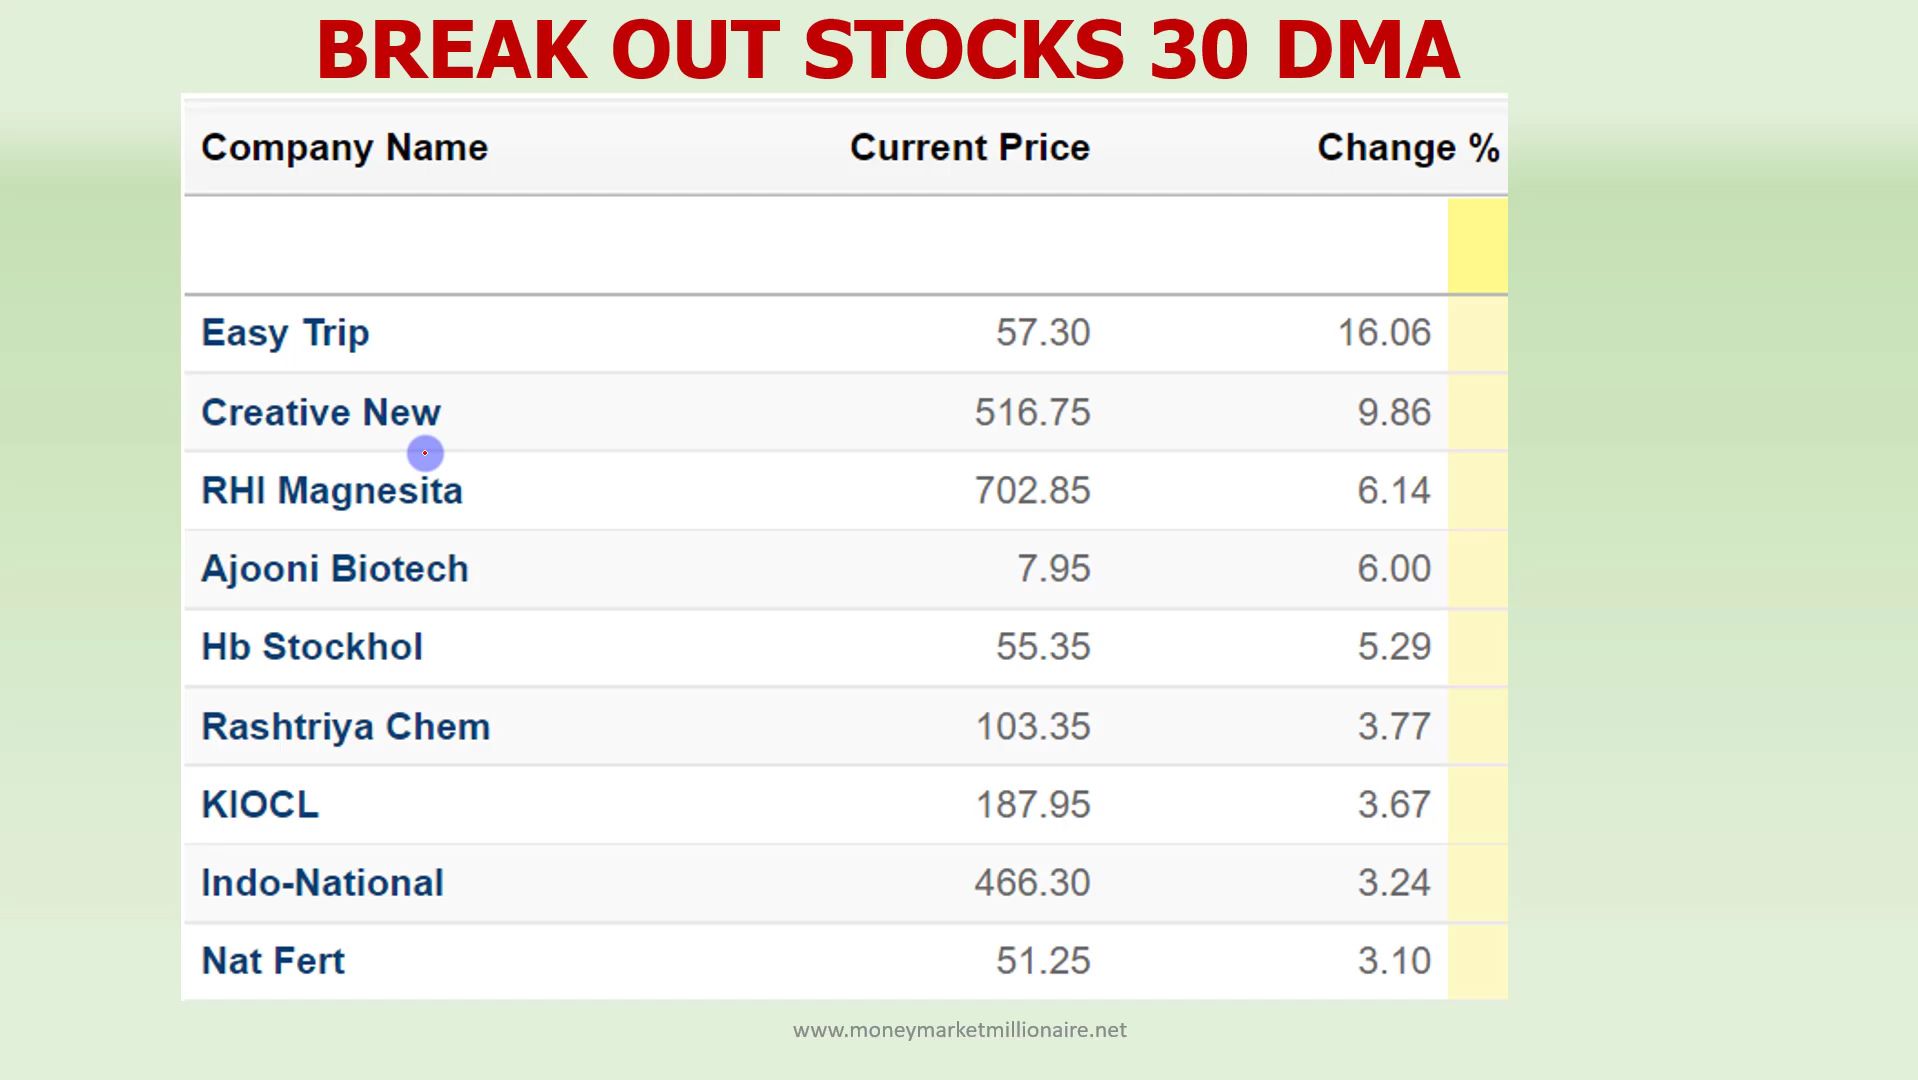 BREAK OUT STOCKS 30 DMA
Company Name Current Price Change %
Easy Trip 57.30 16.06
Creative New 516.75 9.86
RHI Magnesita 702.85 6.14
Ajooni Biotech 7.95 6.00
Hb Stockhol 55.35 5.29
Rashtriya Chem 103.35 3.77
KIOCL 187.95 3.67
Indo-National 466.30 3.24
Nat Fert 51.25 3.10
www.moneymarketmillionaire.net